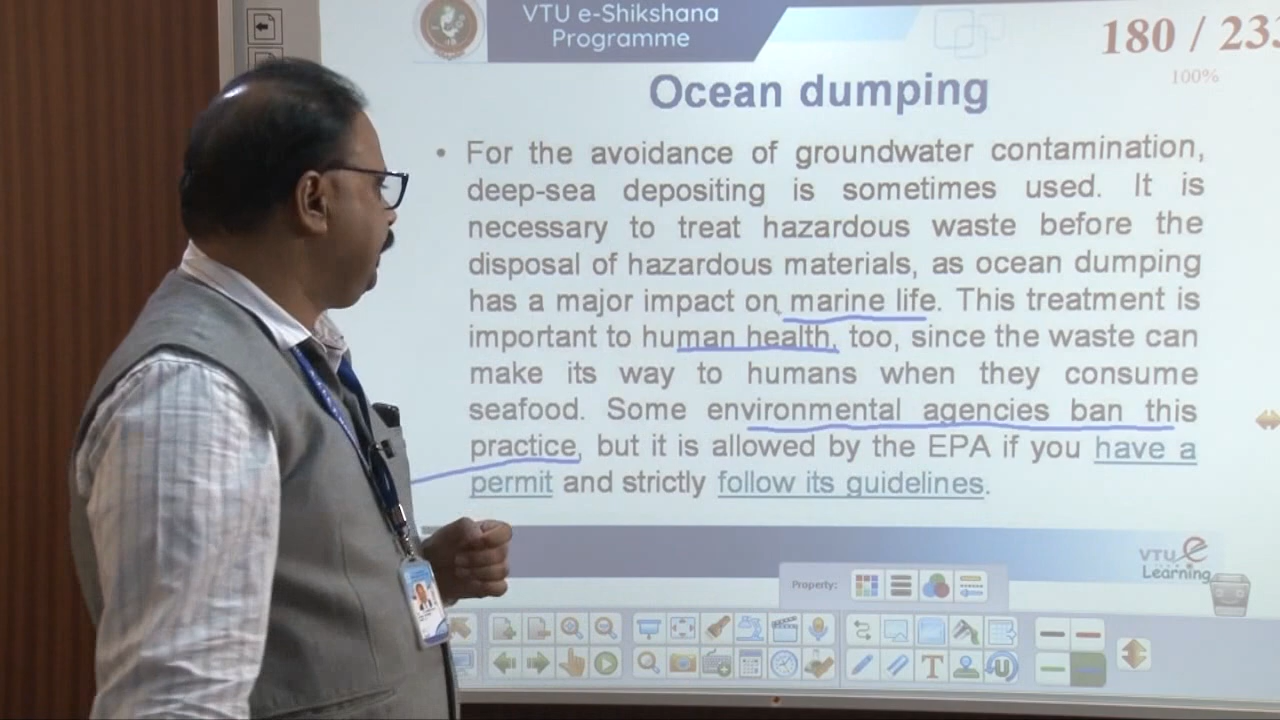 VTU e-Shikshana
Programme
180 / 233
100%
Ocean dumping
• For the avoidance of groundwater contamination,
deep-sea depositing is sometimes used. It is
necessary to treat hazardous waste before the
disposal of hazardous materials, as ocean dumping
has a major impact on marine life. This treatment is
important to human health, too, since the waste can
make its way to humans when they consume
seafood. Some environmental agencies ban this
practice, but it is allowed by the EPA if you have a
permit and strictly follow its guidelines.
VTU e
Learning
Property:
T
U